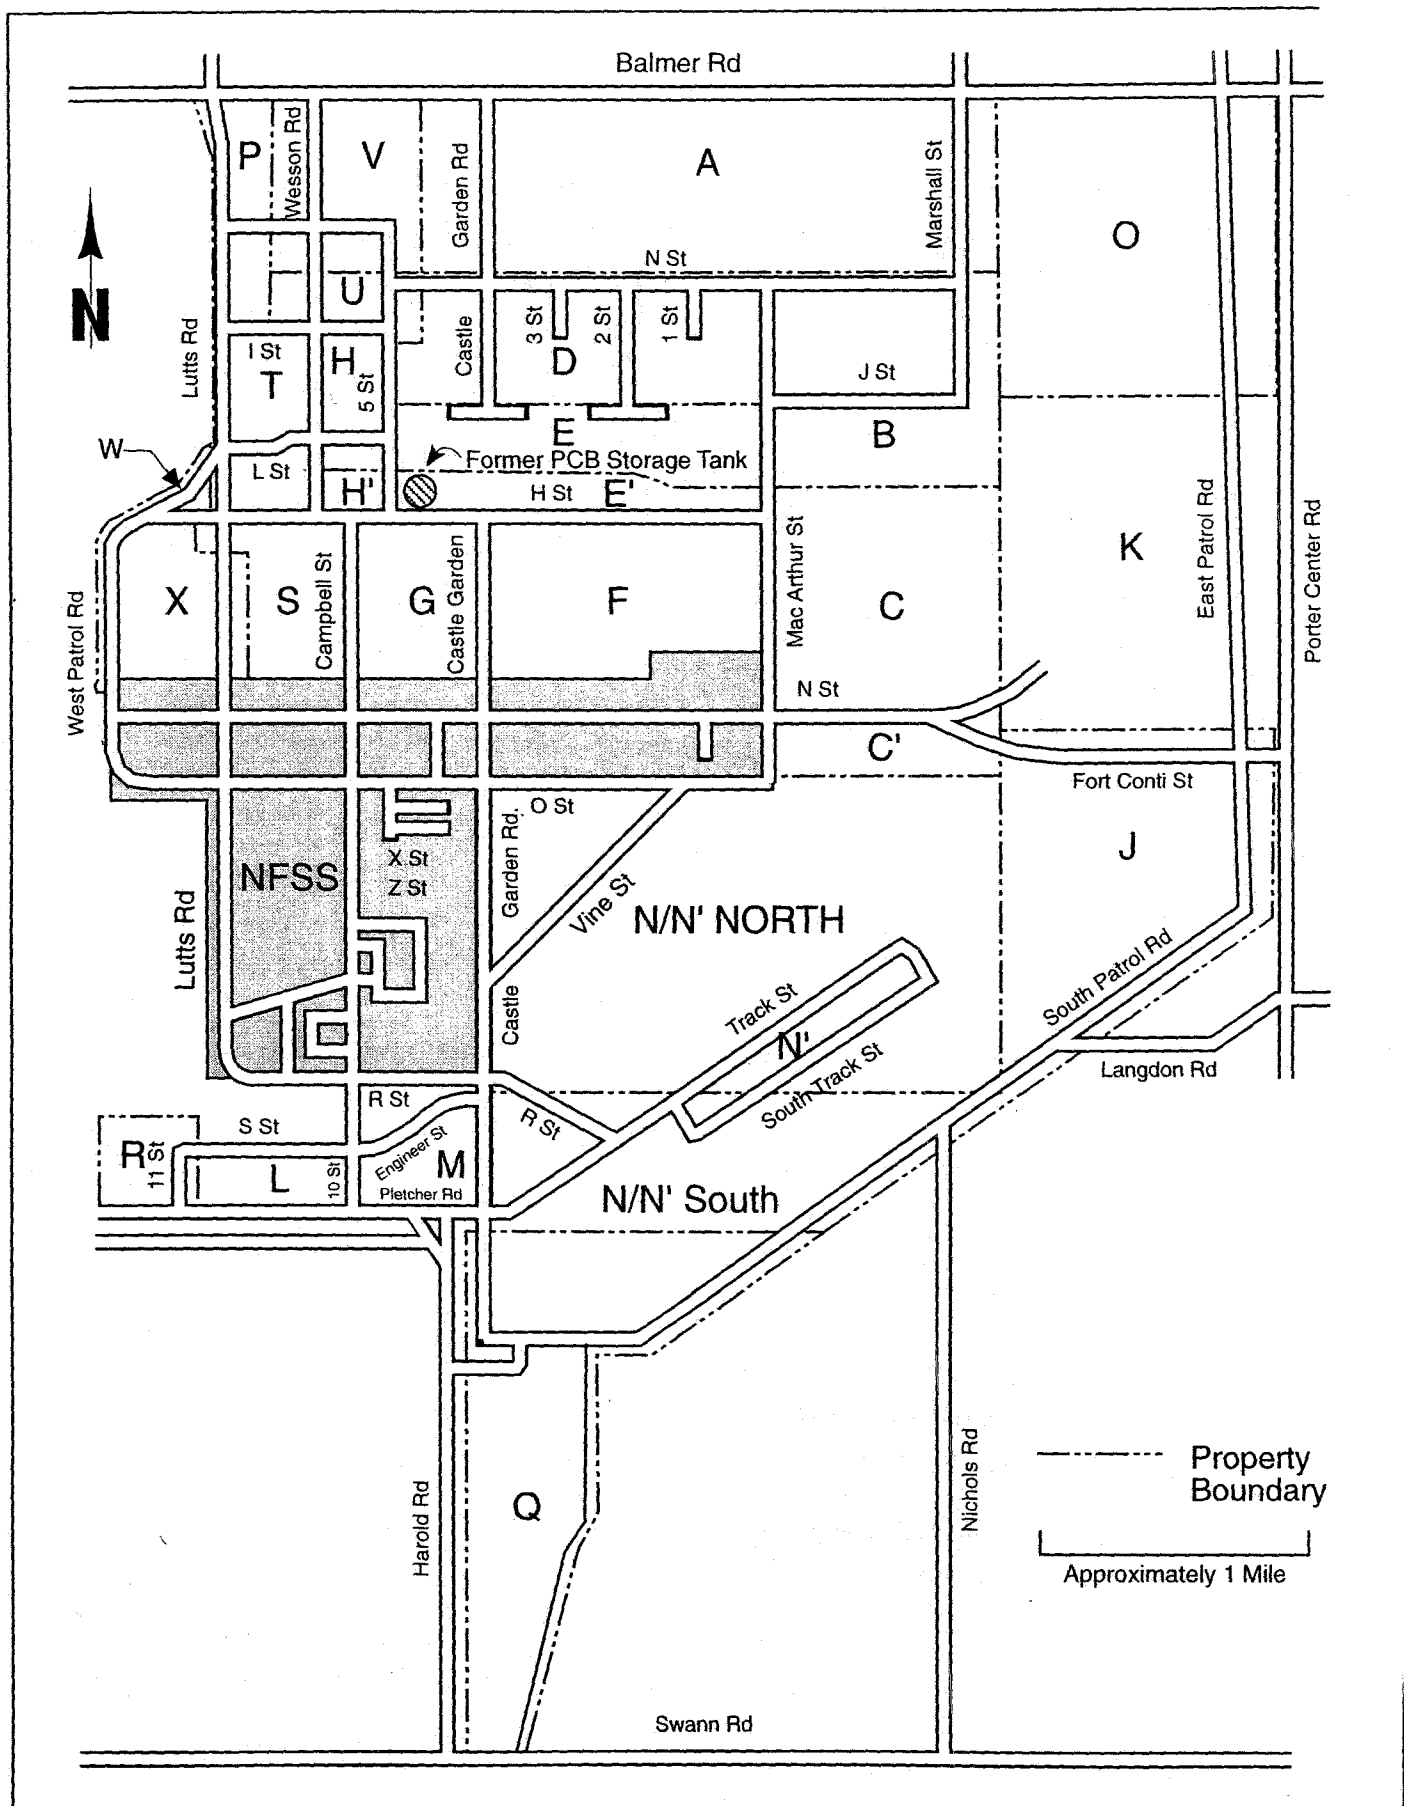 Balmer Rd
P
Wesson Rd
V
Garden Rd
A
Marshall St
O
N St
N
U
Lutts Rd
I St
T
H
5 St
Castle
3 St
D
2 St
1 St
J St
W
L St
E
B
Former PCB Storage Tank
H'
H St
E'
East Patrol Rd
Porter Center Rd
K
West Patrol Rd
X
S
Campbell St
G
Castle Garden
F
Mac Arthur St
C
N St
C'
Fort Conti St
O St
Garden Rd.
X St
Z St
NFSS
Vine St
J
Lutts Rd
N/N' NORTH
South Patrol Rd
Castle
Track St
N'
South Track St
Langdon Rd
R St
R St
S St
Engineer St
R
11 St
L
10 St
M
Pletcher Rd
N/N' South
Harold Rd
Q
Nichols Rd
Property
Boundary
Approximately 1 Mile
Swann Rd